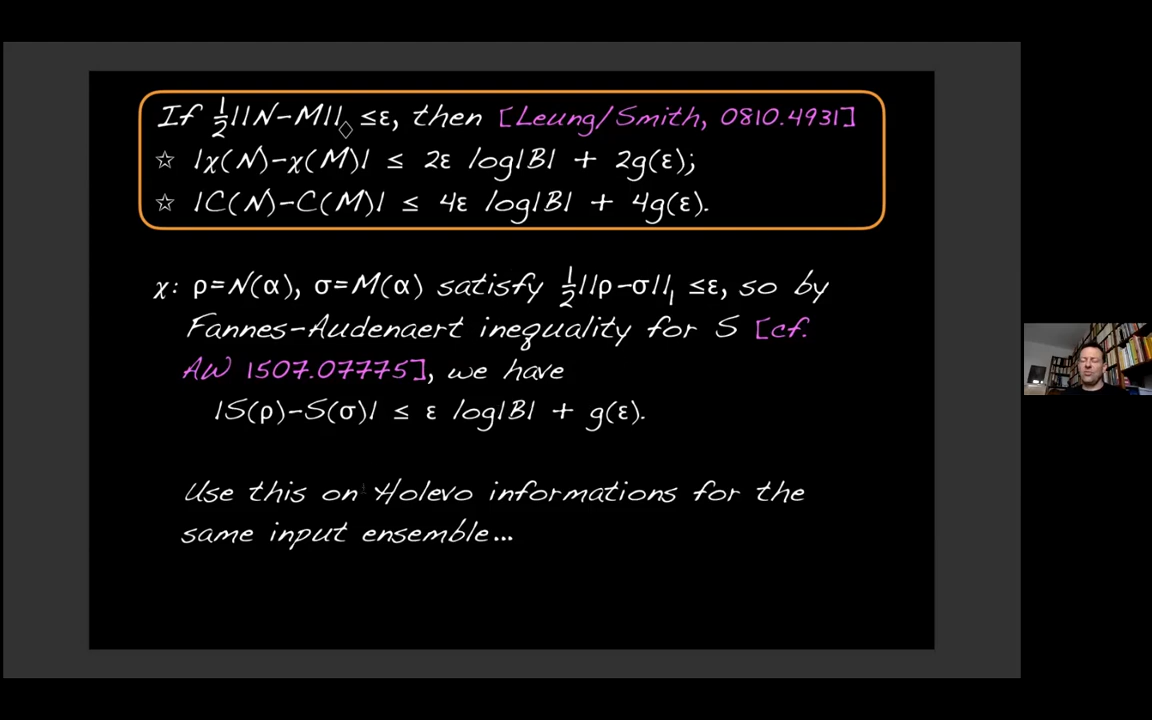 If ½||N-M||◇ ≤ε, then [Leung/Smith, 0810.4931]
☆ |χ(N)-χ(M)| ≤ 2ε log|B| + 2g(ε);
☆ |C(N)-C(M)| ≤ 4ε log|B| + 4g(ε).
χ: ρ=N(α), σ=M(α) satisfy ½||ρ-σ||₁ ≤ε, so by
Fannes-Audenaert inequality for S [cf.
AW 1507.07775], we have
|S(ρ)-S(σ)| ≤ ε log|B| + g(ε).
Use this on Holevo informations for the
same input ensemble...